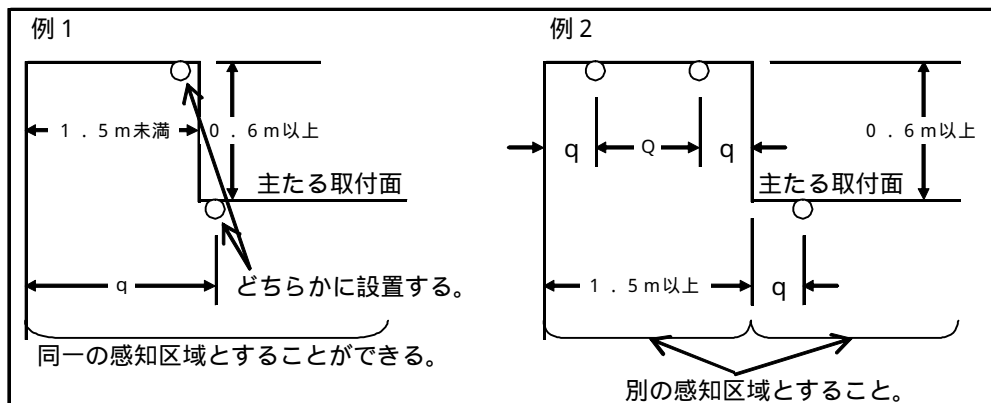 例1
1．5m未満
0．6m以上
主たる取付面
q
どちらかに設置する。
同一の感知区域とすることができる。
例2
0．6m以上
q
Q
q
主たる取付面
1．5m以上
q
別の感知区域とすること。